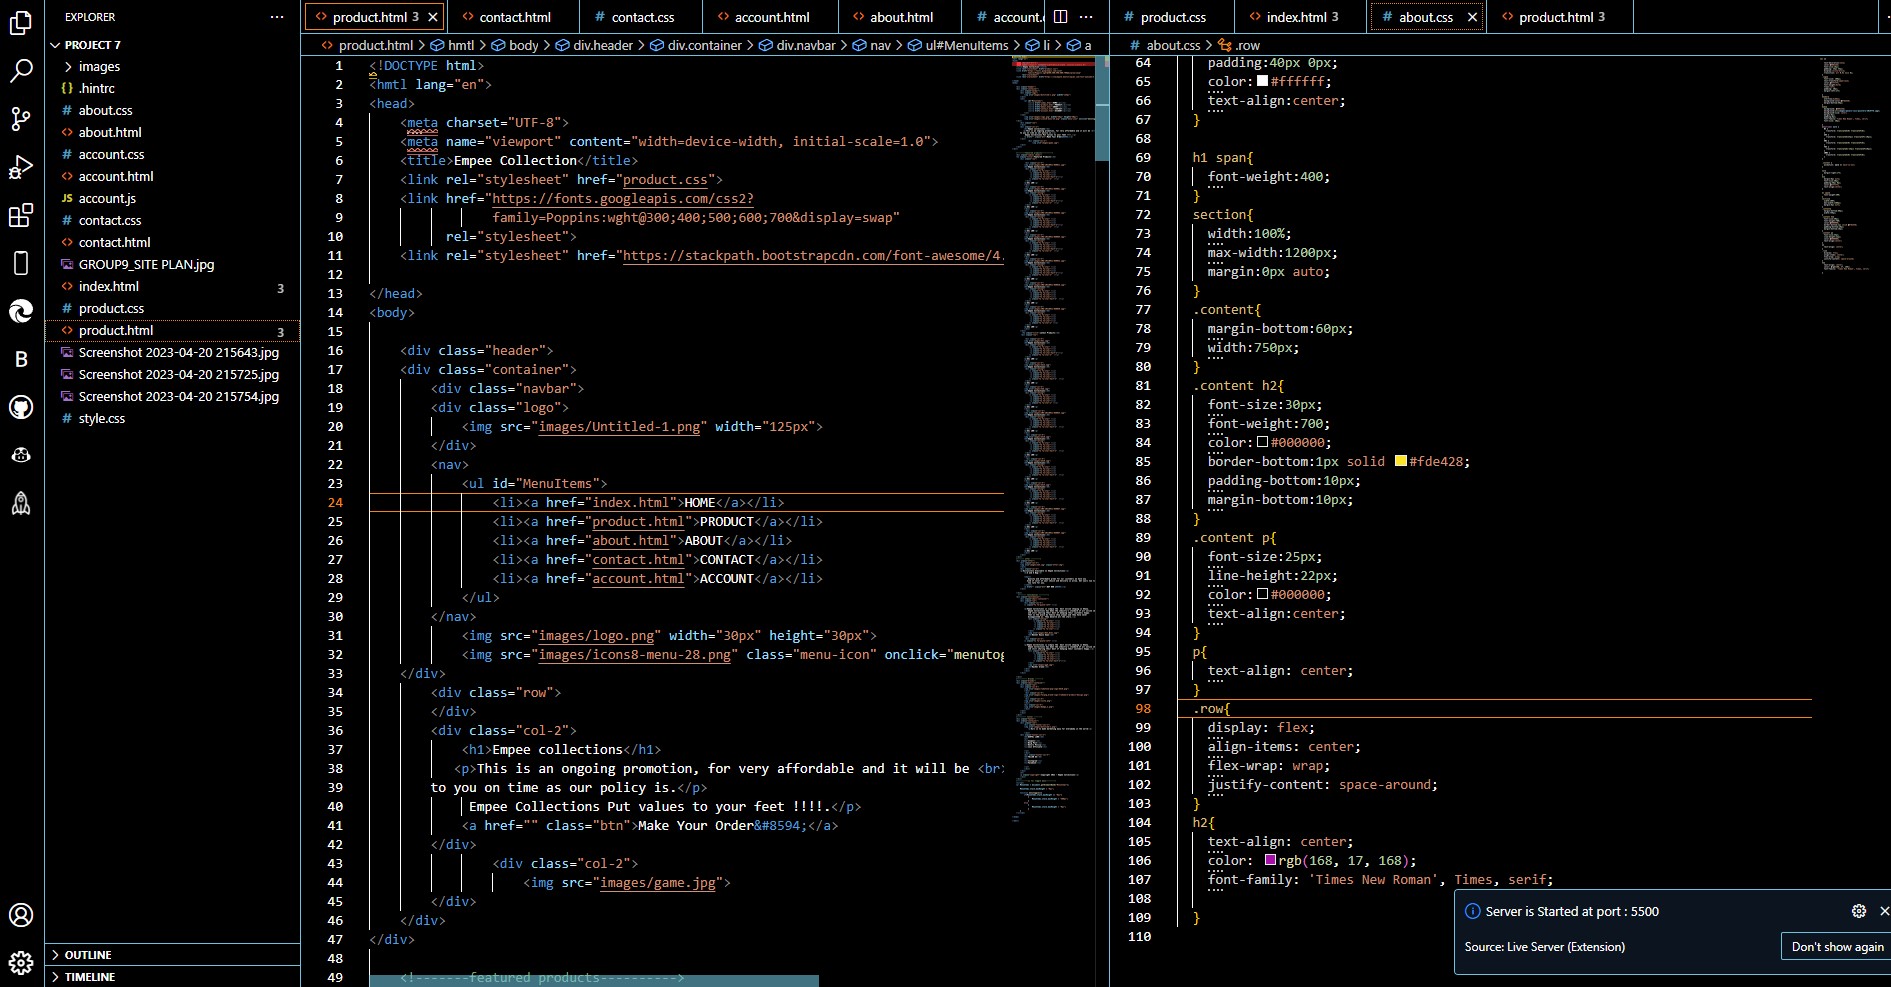 EXPLORER
PROJECT 7
images
.hintrc
about.css
about.html
account.css
account.html
JS account.js
contact.css
contact.html
GROUP9_SITE PLAN.jpg
index.html 3
product.css
product.html 3
Screenshot 2023-04-20 215643.jpg
Screenshot 2023-04-20 215725.jpg
Screenshot 2023-04-20 215754.jpg
style.css
OUTLINE
TIMELINE
product.html 3 contact.html # contact.css account.html about.html # account.
product.html > hmtl > body > div.header > div.container > div.navbar > nav > ul#MenuItems > li > a
1 <!DOCTYPE html>
2 <hmtl lang="en">
3 <head>
4 <meta charset="UTF-8">
5 <meta name="viewport" content="width=device-width, initial-scale=1.0">
6 <title>Empee Collection</title>
7 <link rel="stylesheet" href="product.css">
8 <link href="https://fonts.googleapis.com/css2?
9 family=Poppins:wght@300;400;500;600;700&display=swap"
10 rel="stylesheet">
11 <link rel="stylesheet" href="https://stackpath.bootstrapcdn.com/font-awesome/4.
12
13 </head>
14 <body>
15
16 <div class="header">
17 <div class="container">
18 <div class="navbar">
19 <div class="logo">
20 <img src="images/Untitled-1.png" width="125px">
21 </div>
22 <nav>
23 <ul id="MenuItems">
24 <li><a href="index.html">HOME</a></li>
25 <li><a href="product.html">PRODUCT</a></li>
26 <li><a href="about.html">ABOUT</a></li>
27 <li><a href="contact.html">CONTACT</a></li>
28 <li><a href="account.html">ACCOUNT</a></li>
29 </ul>
30 </nav>
31 <img src="images/logo.png" width="30px" height="30px">
32 <img src="images/icons8-menu-28.png" class="menu-icon" onclick="menutog
33 </div>
34 <div class="row">
35 </div>
36 <div class="col-2">
37 <h1>Empee collections</h1>
38 <p>This is an ongoing promotion, for very affordable and it will be <br>
39 to you on time as our policy is.</p>
40 Empee Collections Put values to your feet !!!!.</p>
41 <a href="" class="btn">Make Your Order&#8594;</a>
42 </div>
43 <div class="col-2">
44 <img src="images/game.jpg">
45 </div>
46 </div>
47 </div>
48
49 <!-------featured products---------->
# product.css index.html 3 # about.css product.html 3
# about.css > .row
64 padding:40px 0px;
65 color:#ffffff;
66 text-align:center;
67 }
68
69 h1 span{
70 font-weight:400;
71 }
72 section{
73 width:100%;
74 max-width:1200px;
75 margin:0px auto;
76 }
77 .content{
78 margin-bottom:60px;
79 width:750px;
80 }
81 .content h2{
82 font-size:30px;
83 font-weight:700;
84 color:#000000;
85 border-bottom:1px solid #fde428;
86 padding-bottom:10px;
87 margin-bottom:10px;
88 }
89 .content p{
90 font-size:25px;
91 line-height:22px;
92 color:#000000;
93 text-align:center;
94 }
95 p{
96 text-align: center;
97 }
98 .row{
99 display: flex;
100 align-items: center;
101 flex-wrap: wrap;
102 justify-content: space-around;
103 }
104 h2{
105 text-align: center;
106 color: rgb(168, 17, 168);
107 font-family: 'Times New Roman', Times, serif;
108
109 }
110
Server is Started at port : 5500
Source: Live Server (Extension)
Don't show again